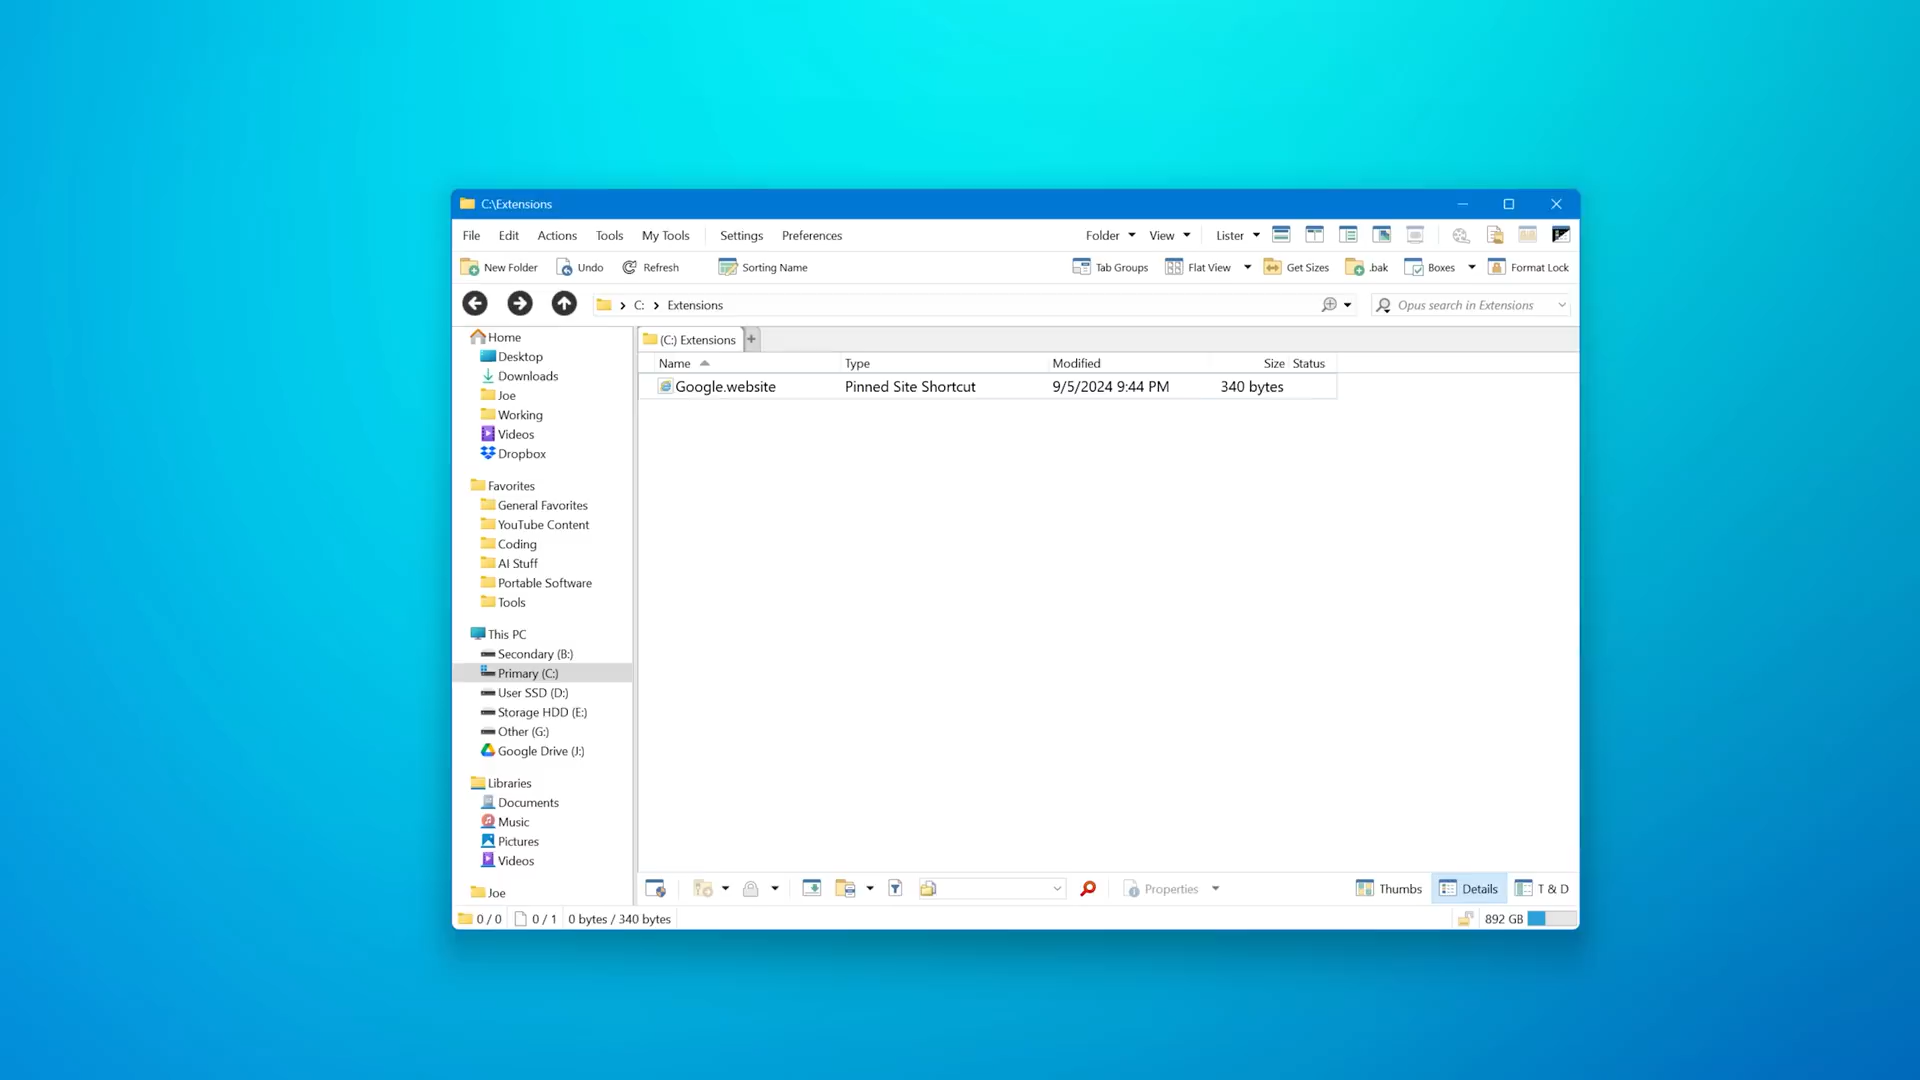 C:\Extensions
File Edit Actions Tools My Tools Settings Preferences Folder View Lister
New Folder Undo Refresh Sorting Name Tab Groups Flat View Get Sizes .bak Boxes Format Lock
C: Extensions Opus search in Extensions
Home
Desktop
Downloads
Joe
Working
Videos
Dropbox
Favorites
General Favorites
YouTube Content
Coding
AI Stuff
Portable Software
Tools
This PC
Secondary (B:)
Primary (C:)
User SSD (D:)
Storage HDD (E:)
Other (G:)
Google Drive (J:)
Libraries
Documents
Music
Pictures
Videos
Joe
(C:) Extensions +
Name Type Modified Size Status
Google.website Pinned Site Shortcut 9/5/2024 9:44 PM 340 bytes
Properties Thumbs Details T & D
0 / 0 0 / 1 0 bytes / 340 bytes 892 GB